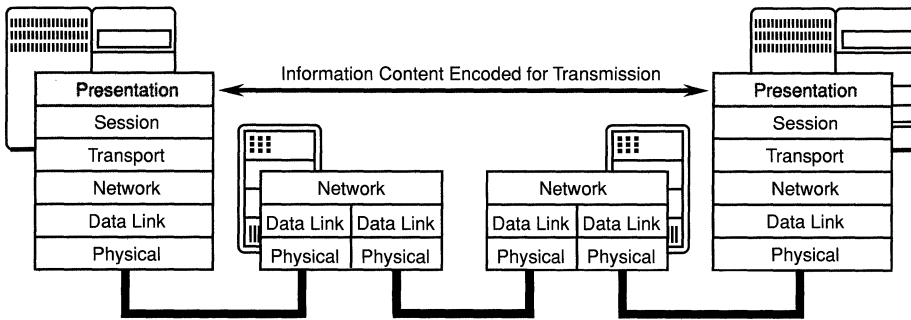 Information Content Encoded for Transmission
Presentation
Session
Transport
Network
Data Link
Physical
Network
Data Link Data Link
Physical Physical
Network
Data Link Data Link
Physical Physical
Presentation
Session
Transport
Network
Data Link
Physical